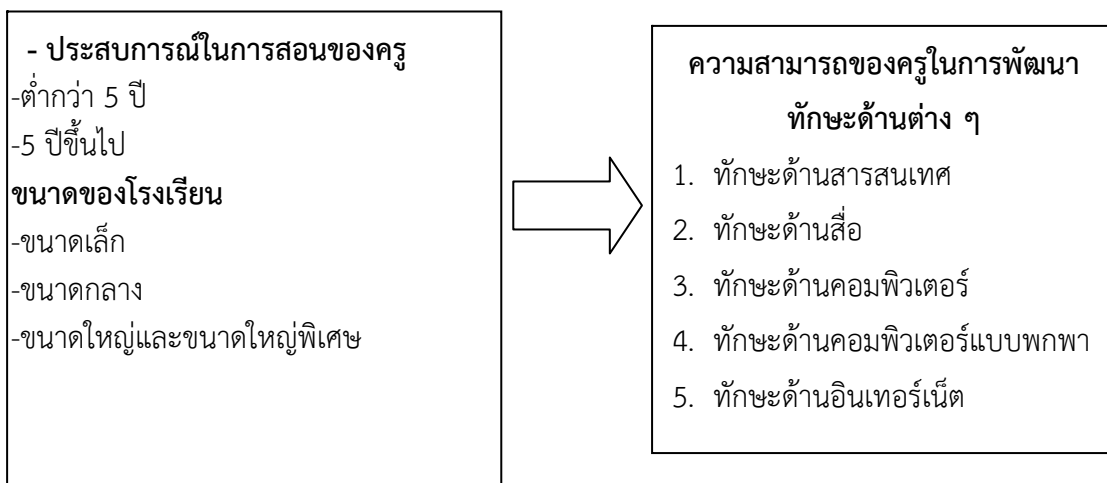 - ประสบการณ์ในการสอนของครู
-ต่ำกว่า 5 ปี
-5 ปีขึ้นไป
ขนาดของโรงเรียน
-ขนาดเล็ก
-ขนาดกลาง
-ขนาดใหญ่และขนาดใหญ่พิเศษ
ความสามารถของครูในการพัฒนา
ทักษะด้านต่าง ๆ
1. ทักษะด้านสารสนเทศ
2. ทักษะด้านสื่อ
3. ทักษะด้านคอมพิวเตอร์
4. ทักษะด้านคอมพิวเตอร์แบบพกพา
5. ทักษะด้านอินเทอร์เน็ต